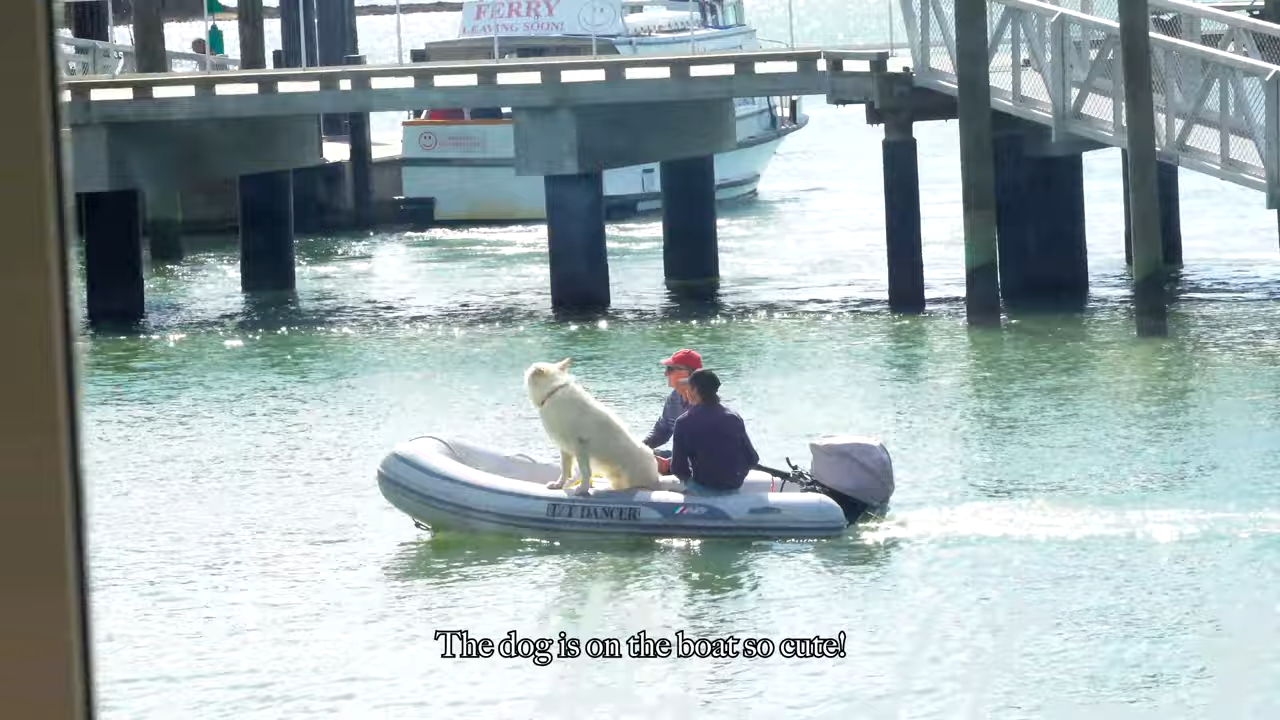 FERRY
LEAVING SOON!
T/T DANCER
The dog is on the boat so cute!